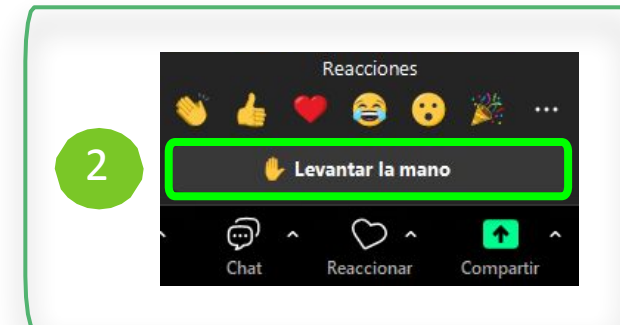 Reacciones
2
Levantar la mano
Chat
Reaccionar
Compartir